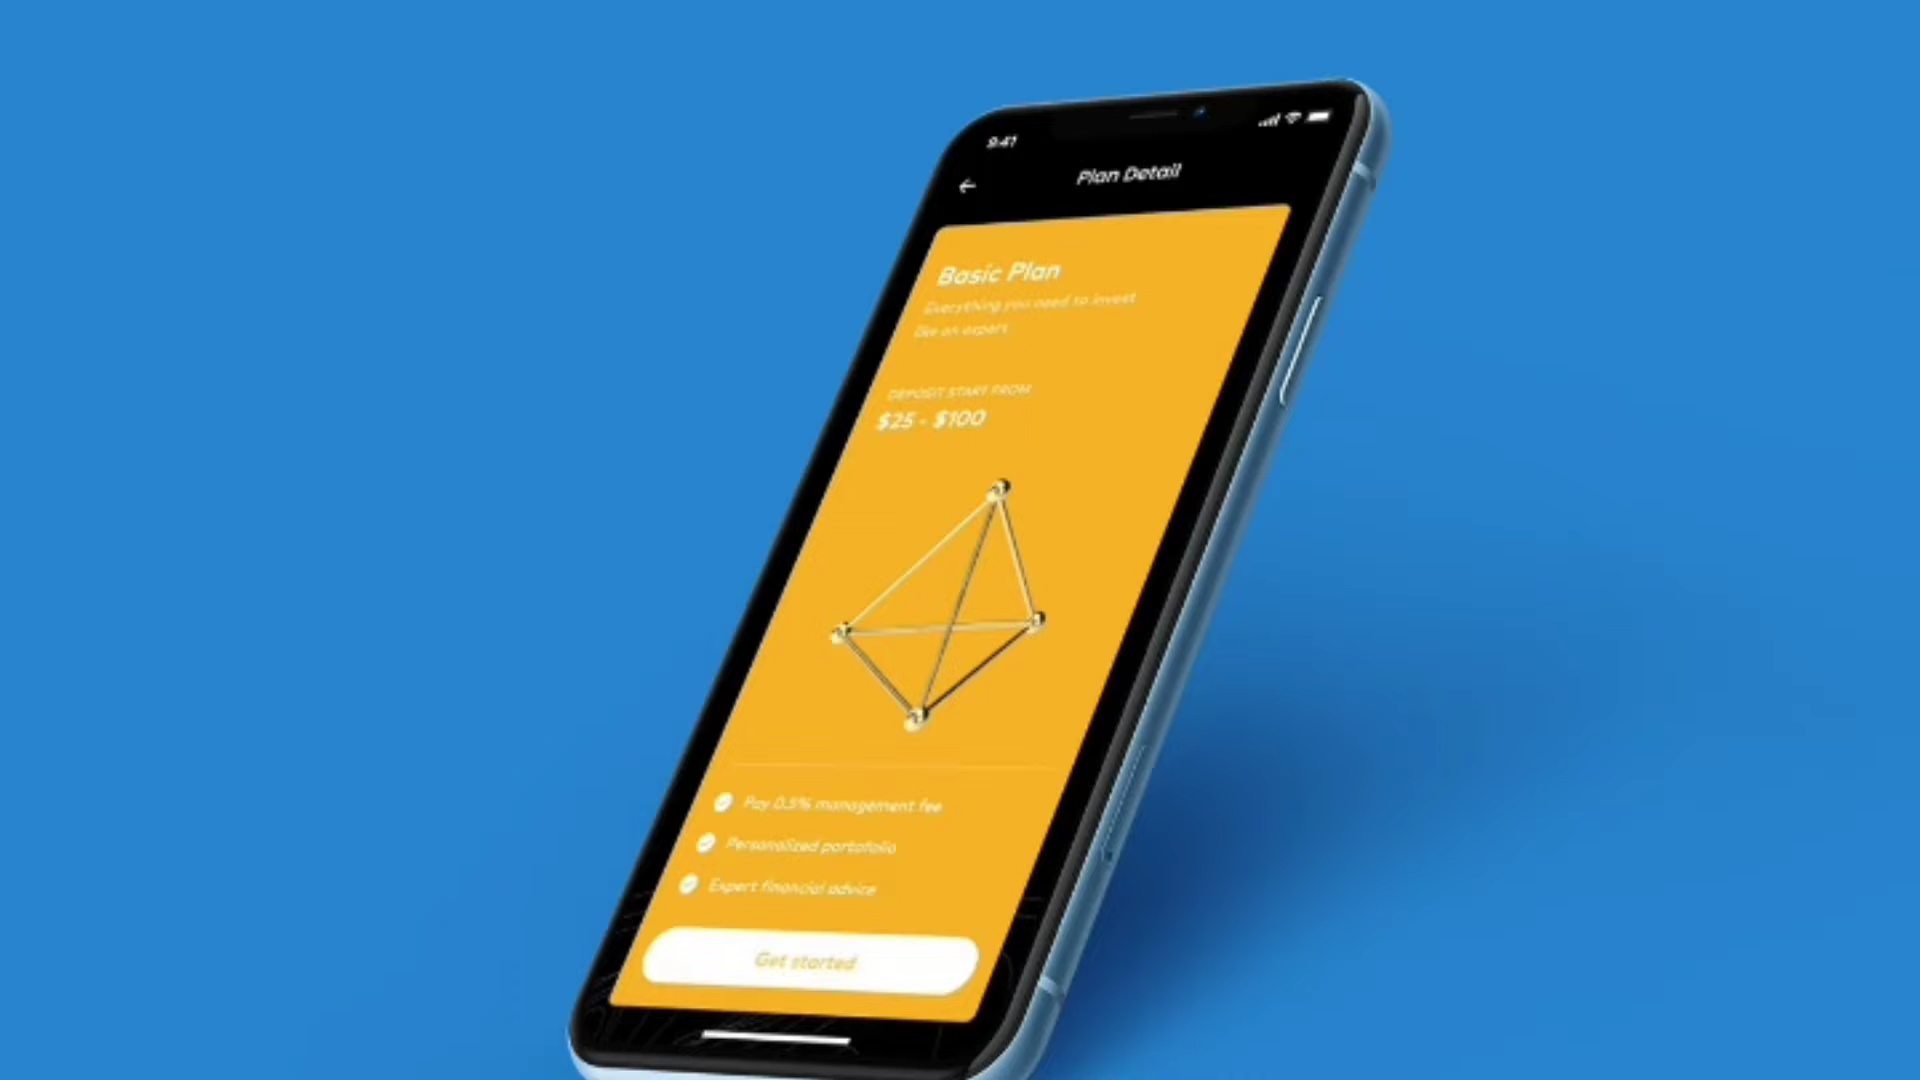 9:41
Plan Detail
Basic Plan
Everything you need to invest
like an expert
DEPOSIT START FROM
$25 - $100
Pay 0.5% management fee
Personalized portofolio
Expert financial advice
Get started